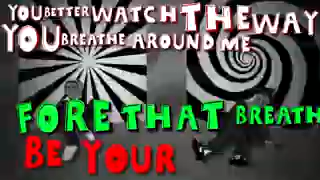 YOU BETTER WATCH THE WAY
YOU BREATHE AROUND ME
FORE THAT BREATH
BE YOUR